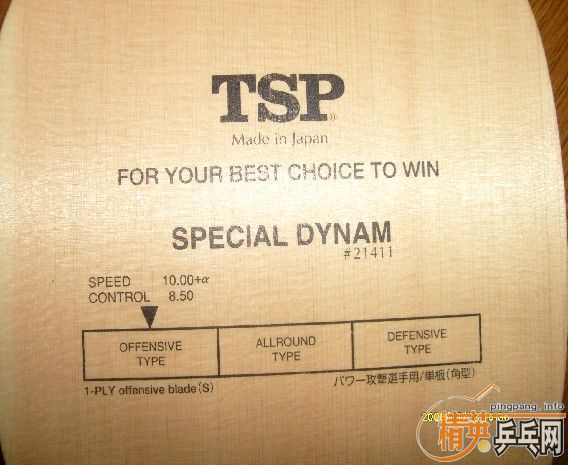 TSP®
Made in Japan
FOR YOUR BEST CHOICE TO WIN
SPECIAL DYNAM
#21411
SPEED 10.00+α
CONTROL 8.50
OFFENSIVE TYPE
ALLROUND TYPE
DEFENSIVE TYPE
1-PLY offensive blade(S)
パワー攻撃選手用/単板(角型)
pingpang.info
精英乒乓网